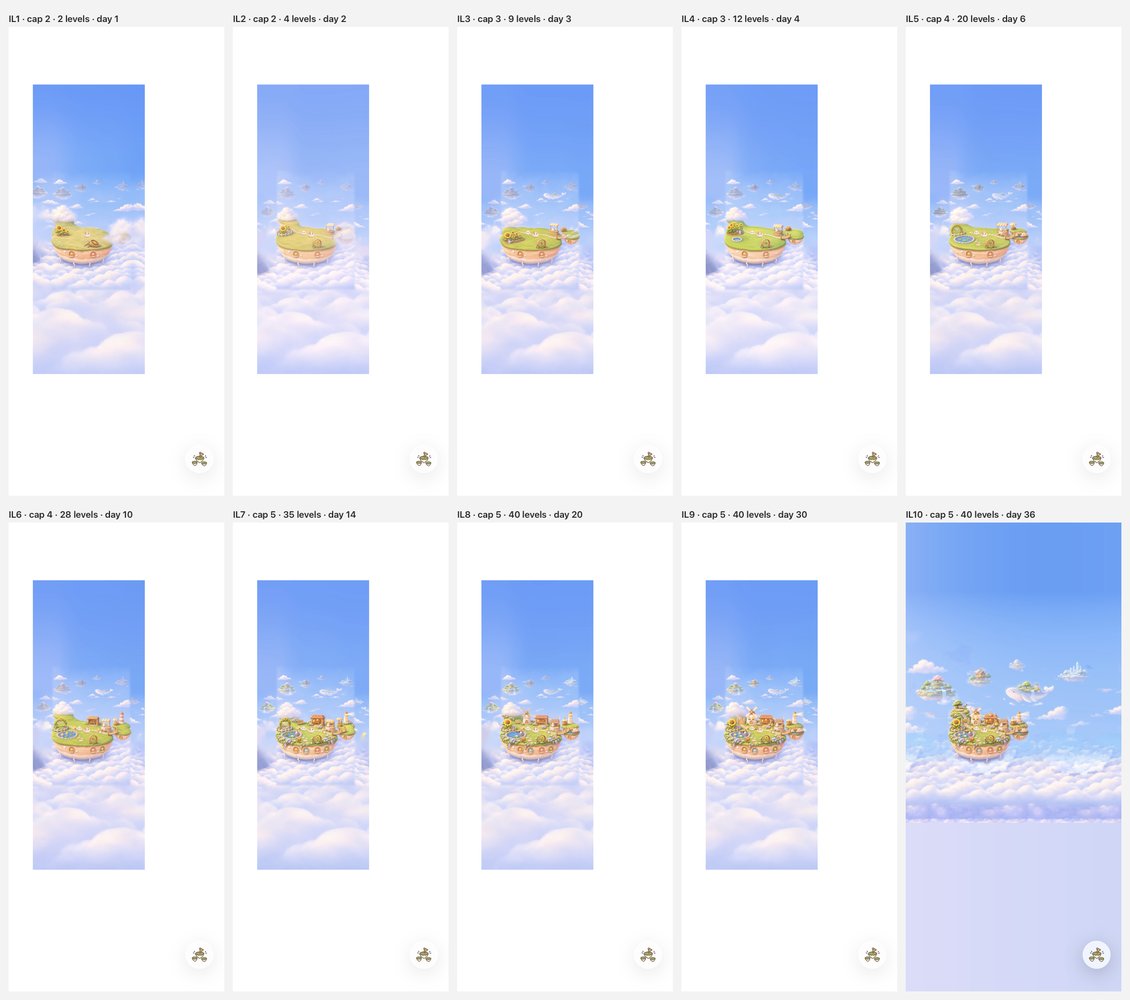 IL1 · cap 2 · 2 levels · day 1
IL2 · cap 2 · 4 levels · day 2
IL3 · cap 3 · 9 levels · day 3
IL4 · cap 3 · 12 levels · day 4
IL5 · cap 4 · 20 levels · day 6
IL6 · cap 4 · 28 levels · day 10
IL7 · cap 5 · 35 levels · day 14
IL8 · cap 5 · 40 levels · day 20
IL9 · cap 5 · 40 levels · day 30
IL10 · cap 5 · 40 levels · day 36